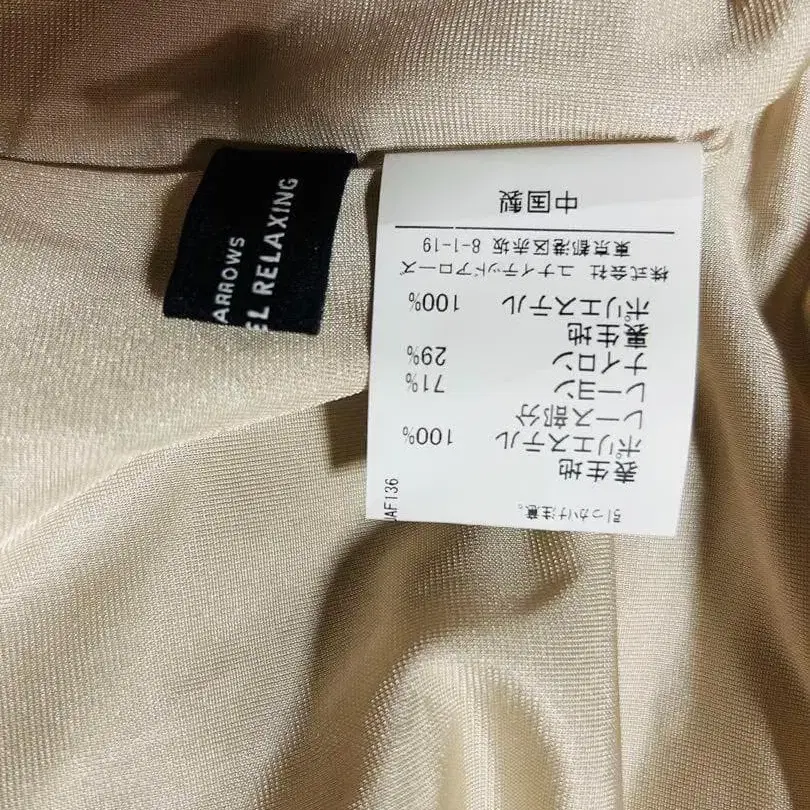 引っかけ注意。
表生地
ポリエステル 100%
レース部分
レーヨン 71%
ナイロン 29%
裏生地
ポリエステル 100%
株式会社 ユナイテッドアローズ
東京都港区赤坂 8-1-19
中国製
ARROWS
EL RELAXING